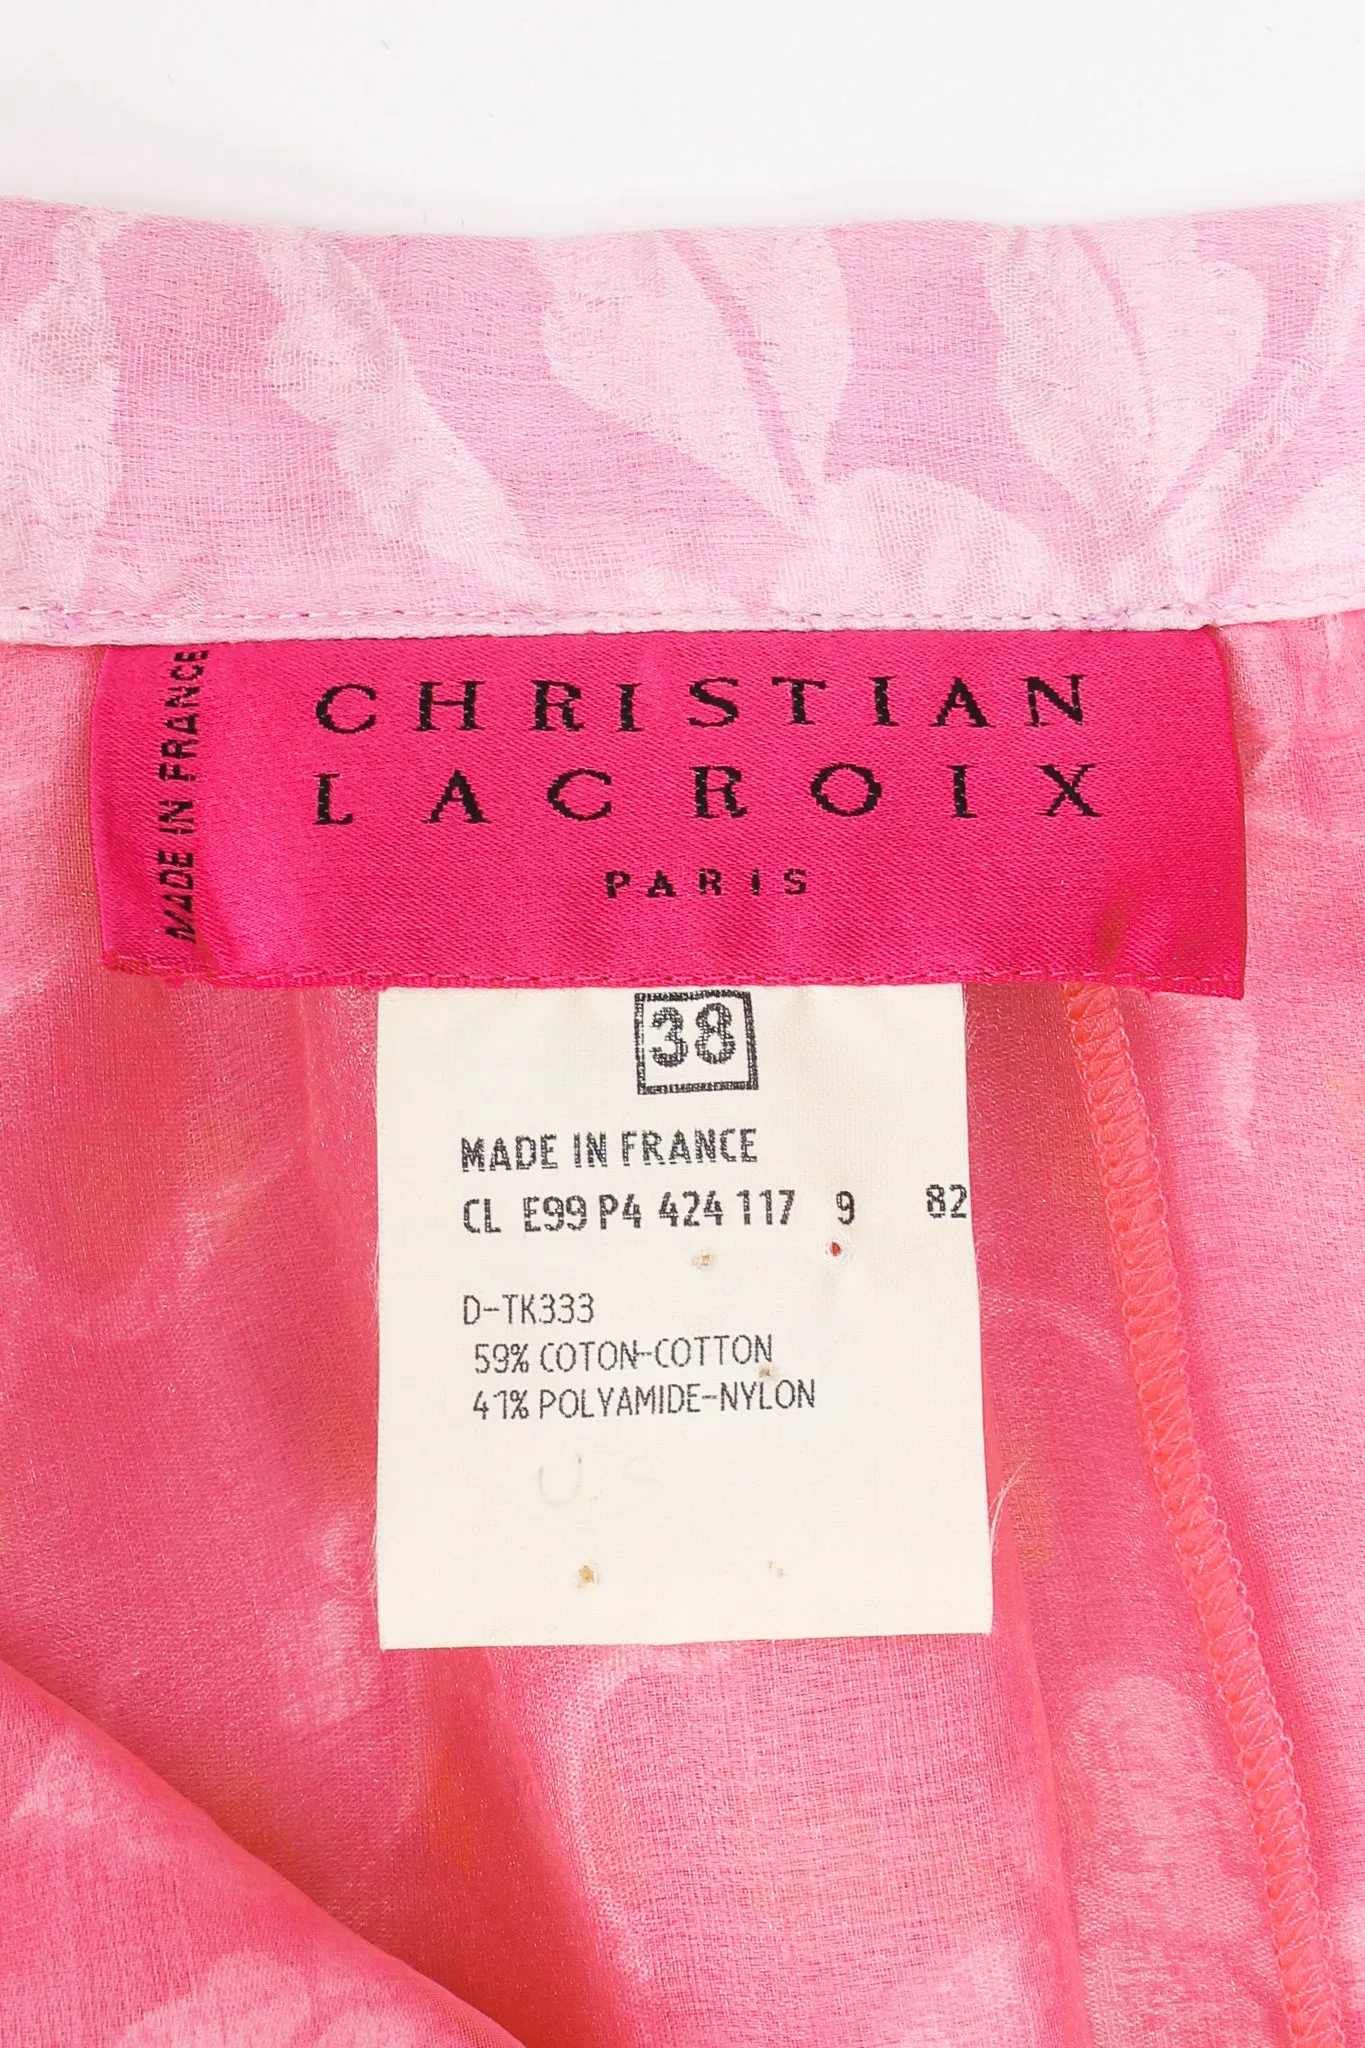 MADE IN FRANCE
CHRISTIAN
LACROIX
PARIS
38
MADE IN FRANCE
CL E99 P4 424 117 9 82
D-TK333
59% COTON-COTTON
41% POLYAMIDE-NYLON
U.S